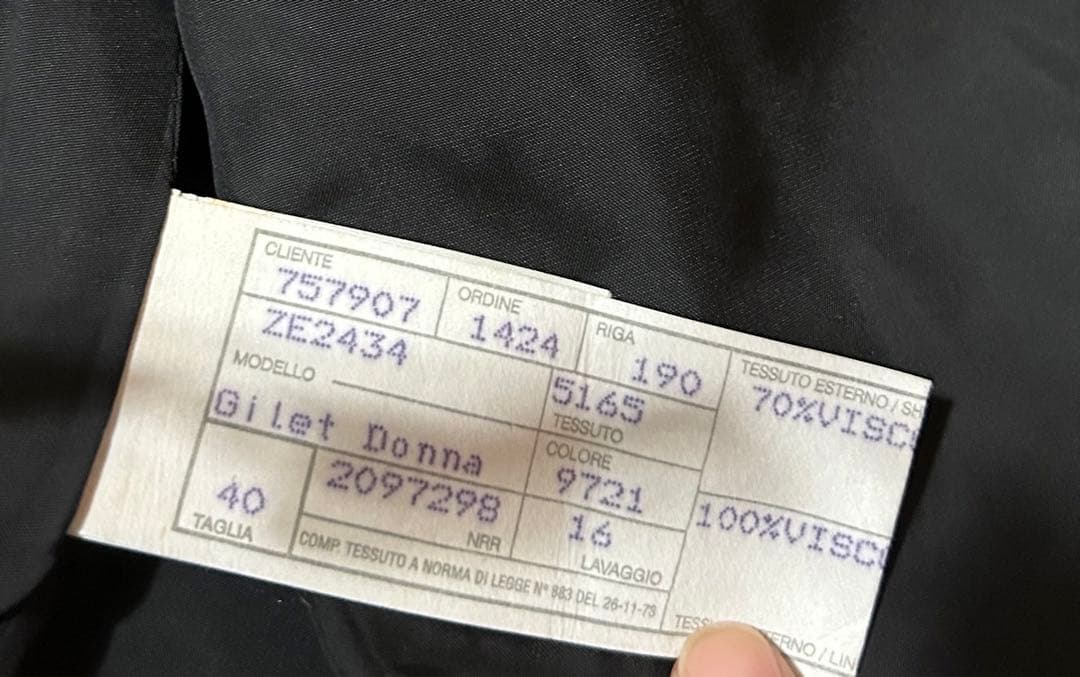 CLIENTE
757907
ORDINE
1424
RIGA
190
TESSUTO ESTERNO / SH
70%VISC
ZE2434
MODELLO
5165
TESSUTO
Gilet Donna
COLORE
9721
100%VISC
40
TAGLIA
2097298
NRR
16
LAVAGGIO
COMP. TESSUTO A NORMA DI LEGGE N° 883 DEL 26-11-73
TESS ERNO / LIN